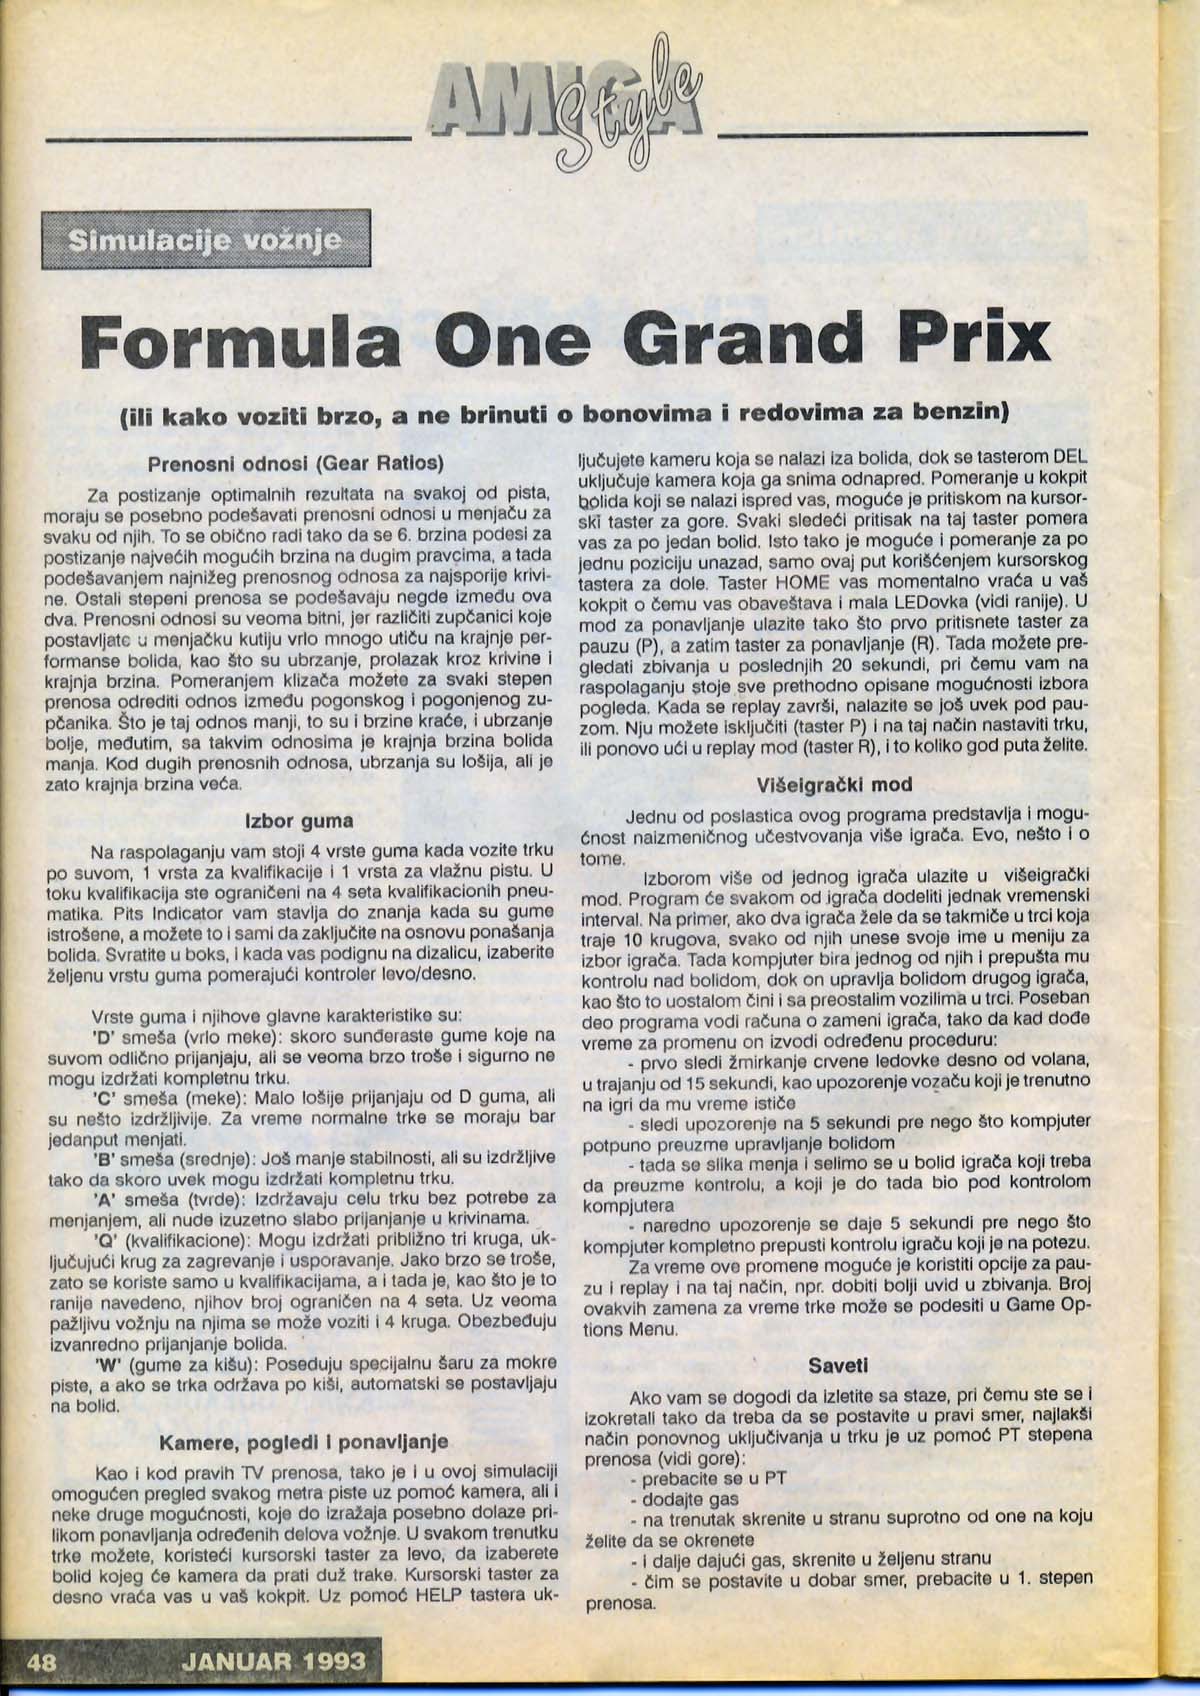 AMIGA
Style
Simulacije vožnje
Formula One Grand Prix
(ili kako voziti brzo, a ne brinuti o bonovima i redovima za benzin)
Prenosni odnosi (Gear Ratios)
Za postizanje optimalnih rezultata na svakoj od pista,
moraju se posebno podešavati prenosni odnosi u menjaču za
svaku od njih. To se obično radi tako da se 6. brzina podesi za
postizanje najvećih mogućih brzina na dugim pravcima, a tada
podešavanjem najnižeg prenosnog odnosa za najsporije krivi-
ne. Ostali stepeni prenosa se podešavaju negde između ova
dva. Prenosni odnosi su veoma bitni, jer različiti zupčanici koje
postavljate u menjačku kutiju vrlo mnogo utiču na krajnje per-
formanse bolida, kao što su ubrzanje, prolazak kroz krivine i
krajnja brzina. Pomeranjem klizača možete za svaki stepen
prenosa odrediti odnos između pogonskog i pogonjenog zu-
pčanika. Što je taj odnos manji, to su i brzine kraće, i ubrzanje
bolje, međutim, sa takvim odnosima je krajnja brzina bolida
manja. Kod dugih prenosnih odnosa, ubrzanja su lošija, ali je
zato krajnja brzina veća.
Izbor guma
Na raspolaganju vam stoji 4 vrste guma kada vozite trku
po suvom, 1 vrsta za kvalifikacije i 1 vrsta za vlažnu pistu. U
toku kvalifikacija ste ograničeni na 4 seta kvalifikacionih pneu-
matika. Pits Indicator vam stavlja do znanja kada su gume
istrošene, a možete to i sami da zaključite na osnovu ponašanja
bolida. Svratite u boks, i kada vas podignu na dizalicu, izaberite
željenu vrstu guma pomerajući kontroler levo/desno.
Vrste guma i njihove glavne karakteristike su:
'D' smeša (vrlo meke): skoro sunđeraste gume koje na
suvom odlično prijanjaju, ali se veoma brzo troše i sigurno ne
mogu izdržati kompletnu trku.
'C' smeša (meke): Malo lošije prijanjaju od D guma, ali
su nešto izdržljivije. Za vreme normalne trke se moraju bar
jedanput menjati.
'B' smeša (srednje): Još manje stabilnosti, ali su izdržljive
tako da skoro uvek mogu izdržati kompletnu trku.
'A' smeša (tvrde): Izdržavaju celu trku bez potrebe za
menjanjem, ali nude izuzetno slabo prijanjanje u krivinama.
'Q' (kvalifikacione): Mogu izdržati približno tri kruga, uk-
ljučujući krug za zagrevanje i usporavanje. Jako brzo se troše,
zato se koriste samo u kvalifikacijama, a i tada je, kao što je to
ranije navedeno, njihov broj ograničen na 4 seta. Uz veoma
pažljivu vožnju na njima se može voziti i 4 kruga. Obezbeđuju
izvanredno prijanjanje bolida.
'W' (gume za kišu): Poseduju specijalnu šaru za mokre
piste, a ako se trka održava po kiši, automatski se postavljaju
na bolid.
Kamere, pogledi i ponavljanje
Kao i kod pravih TV prenosa, tako je i u ovoj simulaciji
omogućen pregled svakog metra piste uz pomoć kamera, ali i
neke druge mogućnosti, koje do izražaja posebno dolaze pri-
likom ponavljanja određenih delova vožnje. U svakom trenutku
trke možete, koristeći kursorski taster za levo, da izaberete
bolid kojeg će kamera da prati duž trake. Kursorski taster za
desno vraća vas u vaš kokpit. Uz pomoć HELP tastera uk-
ljučujete kameru koja se nalazi iza bolida, dok se tasterom DEL
uključuje kamera koja ga snima odnapred. Pomeranje u kokpit
bolida koji se nalazi ispred vas, moguće je pritiskom na kursor-
ski taster za gore. Svaki sledeći pritisak na taj taster pomera
vas za po jedan bolid. Isto tako je moguće i pomeranje za po
jednu poziciju unazad, samo ovaj put korišćenjem kursorskog
tastera za dole. Taster HOME vas momentalno vraća u vaš
kokpit o čemu vas obaveštava i mala LEDovka (vidi ranije). U
mod za ponavljanje ulazite tako što prvo pritisnete taster za
pauzu (P), a zatim taster za ponavljanje (R). Tada možete pre-
gledati zbivanja u poslednjih 20 sekundi, pri čemu vam na
raspolaganju stoje sve prethodno opisane mogućnosti izbora
pogleda. Kada se replay završi, nalazite se još uvek pod pau-
zom. Nju možete isključiti (taster P) i na taj način nastaviti trku,
ili ponovo ući u replay mod (taster R), i to koliko god puta želite.
Višeigrački mod
Jednu od poslastica ovog programa predstavlja i mogu-
ćnost naizmeničnog učestvovanja više igrača. Evo, nešto i o
tome.
Izborom više od jednog igrača ulazite u višeigrački
mod. Program će svakom od igrača dodeliti jednak vremenski
interval. Na primer, ako dva igrača žele da se takmiče u trci koja
traje 10 krugova, svako od njih unese svoje ime u meniju za
izbor igrača. Tada kompjuter bira jednog od njih i prepušta mu
kontrolu nad bolidom, dok on upravlja bolidom drugog igrača,
kao što to uostalom čini i sa preostalim vozilima u trci. Poseban
deo programa vodi računa o zameni igrača, tako da kad dođe
vreme za promenu on izvodi određenu proceduru:
- prvo sledi žmirkanje crvene ledovke desno od volana,
u trajanju od 15 sekundi, kao upozorenje vozaču koji je trenutno
na igri da mu vreme ističe
- sledi upozorenje na 5 sekundi pre nego što kompjuter
potpuno preuzme upravljanje bolidom
- tada se slika menja i selimo se u bolid igrača koji treba
da preuzme kontrolu, a koji je do tada bio pod kontrolom
kompjutera
- naredno upozorenje se daje 5 sekundi pre nego što
kompjuter kompletno prepusti kontrolu igraču koji je na potezu.
Za vreme ove promene moguće je koristiti opcije za pau-
zu i replay i na taj način, npr. dobiti bolji uvid u zbivanja. Broj
ovakvih zamena za vreme trke može se podesiti u Game Op-
tions Menu.
Saveti
Ako vam se dogodi da izletite sa staze, pri čemu ste se i
izokretali tako da treba da se postavite u pravi smer, najlakši
način ponovnog uključivanja u trku je uz pomoć PT stepena
prenosa (vidi gore):
- prebacite se u PT
- dodajte gas
- na trenutak skrenite u stranu suprotno od one na koju
želite da se okrenete
- i dalje dajući gas, skrenite u željenu stranu
- čim se postavite u dobar smer, prebacite u 1. stepen
prenosa.
48 JANUAR 1993